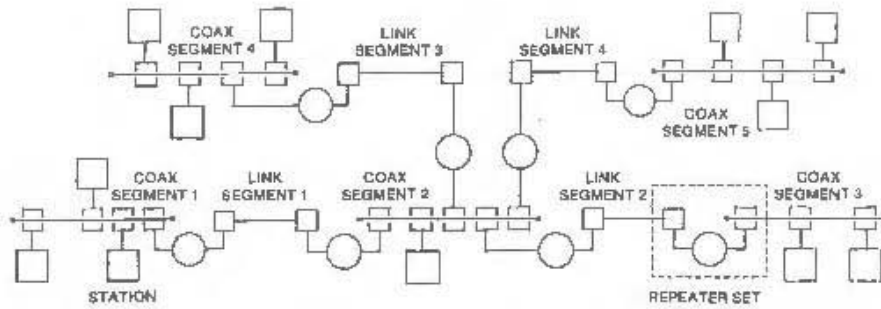 COAX
SEGMENT 4
LINK
SEGMENT 3
LINK
SEGMENT 4
COAX
SEGMENT 5
COAX
SEGMENT 1
LINK
SEGMENT 1
COAX
SEGMENT 2
LINK
SEGMENT 2
COAX
SEGMENT 3
STATION
REPEATER SET